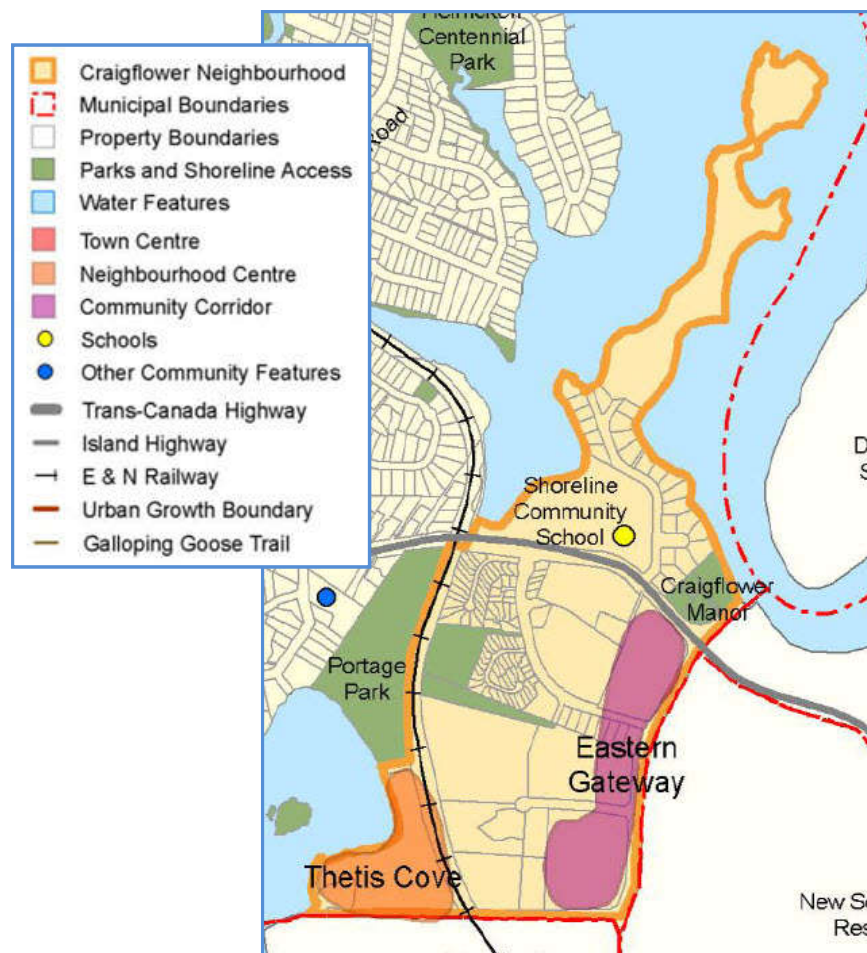 Craigflower Neighbourhood
Municipal Boundaries
Property Boundaries
Parks and Shoreline Access
Water Features
Town Centre
Neighbourhood Centre
Community Corridor
Schools
Other Community Features
Trans-Canada Highway
Island Highway
E & N Railway
Urban Growth Boundary
Galloping Goose Trail
Centennial
Park
Road
Shoreline
Community
School
Craigflower
Manor
Portage
Park
Eastern
Gateway
Thetis Cove
New